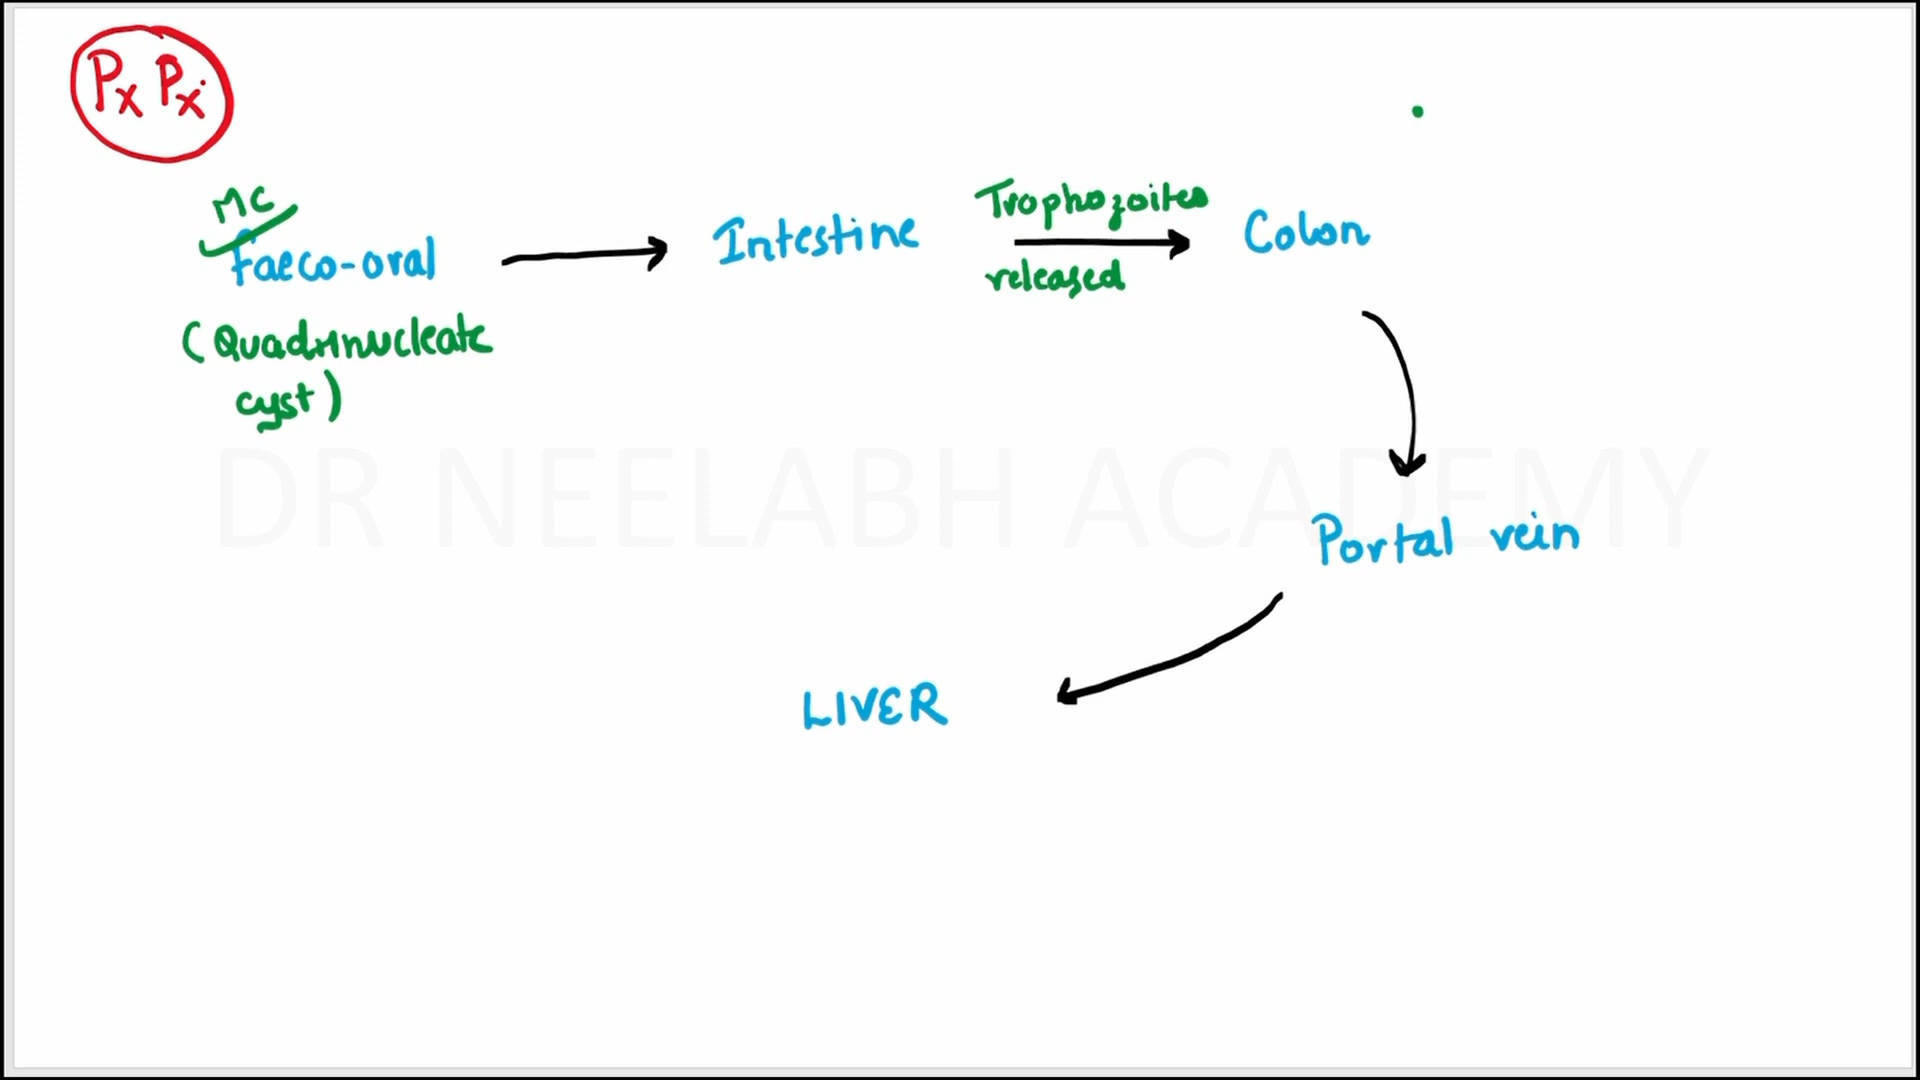 Px Px
MC
Faeco-oral
(Quadrinucleate
cyst)
Intestine
Trophozoites
released
Colon
Portal vein
LIVER
DR NEELABH ACADEMY